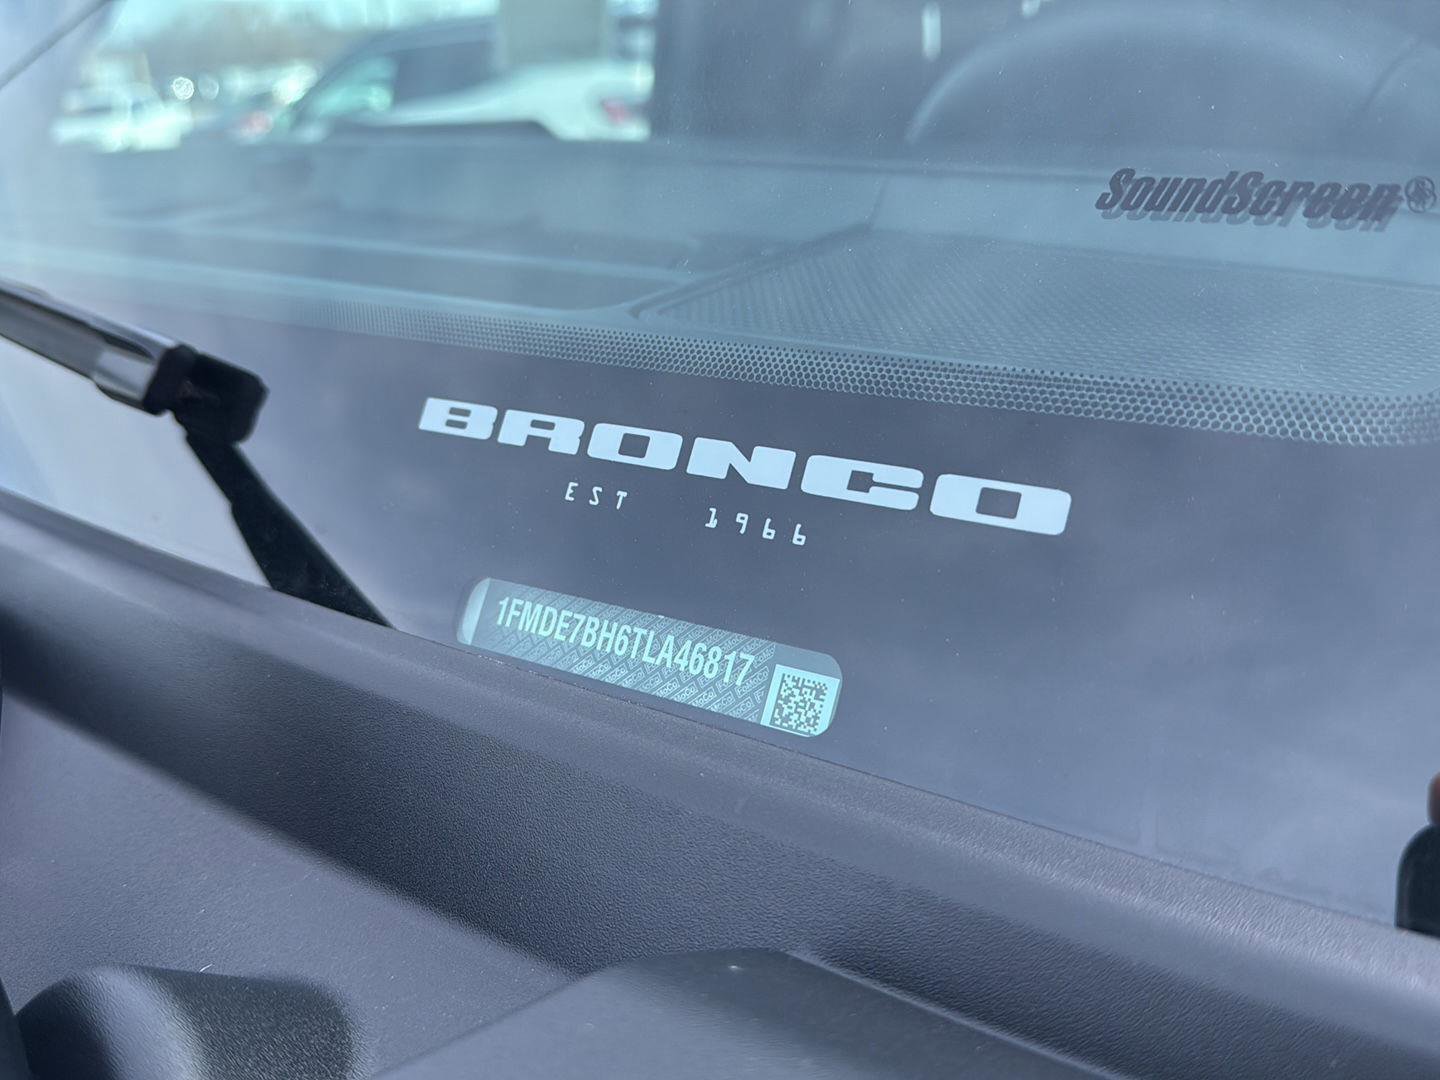 SoundScreen®
BRONCO
EST 1966
1FMDE7BH6TLA46817